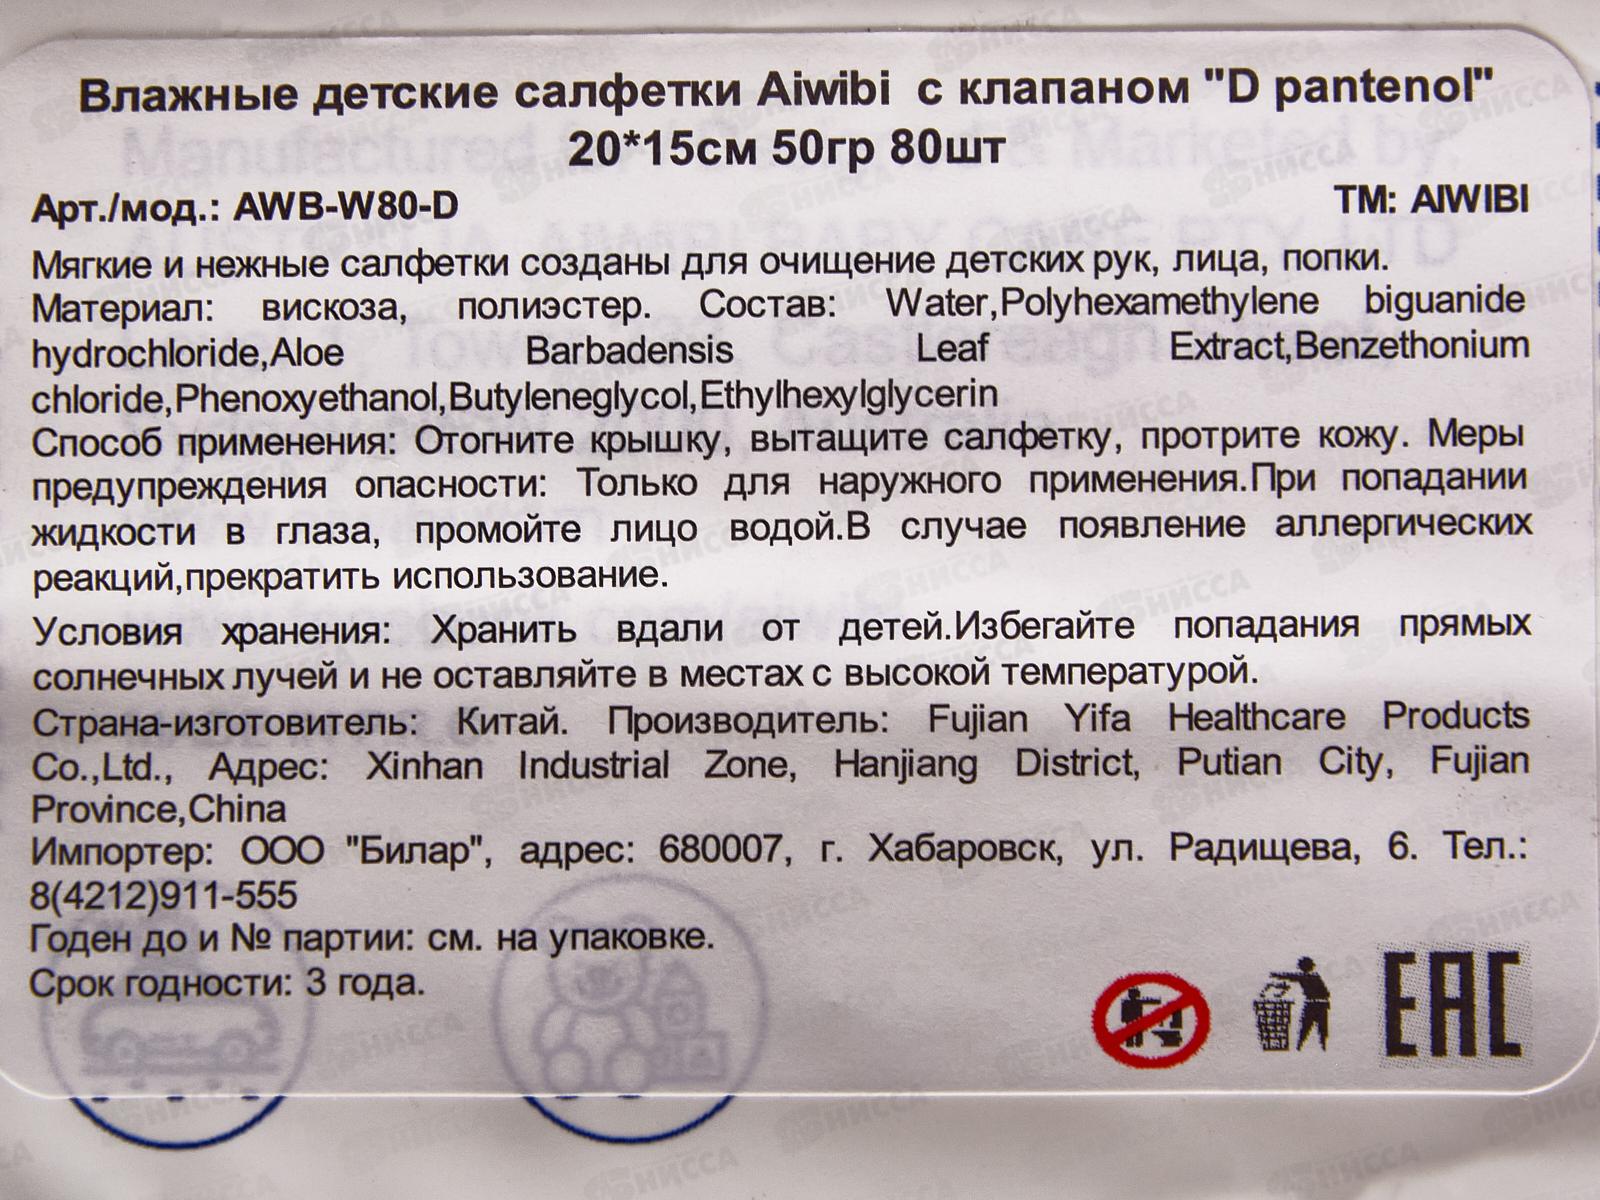 Влажные детские салфетки Aiwibi с клапаном "D pantenol"
20*15см 50гр 80шт
Арт./мод.: AWB-W80-D ТМ: AIWIBI
Мягкие и нежные салфетки созданы для очищение детских рук, лица, попки.
Материал: вискоза, полиэстер. Состав: Water,Polyhexamethylene biguanide
hydrochloride,Aloe Barbadensis Leaf Extract,Benzethonium
chloride,Phenoxyethanol,Butyleneglycol,Ethylhexylglycerin
Способ применения: Отогните крышку, вытащите салфетку, протрите кожу. Меры
предупреждения опасности: Только для наружного применения.При попадании
жидкости в глаза, промойте лицо водой.В случае появление аллергических
реакций,прекратить использование.
Условия хранения: Хранить вдали от детей.Избегайте попадания прямых
солнечных лучей и не оставляйте в местах с высокой температурой.
Страна-изготовитель: Китай. Производитель: Fujian Yifa Healthcare Products
Co.,Ltd., Адрес: Xinhan Industrial Zone, Hanjiang District, Putian City, Fujian
Province,China
Импортер: ООО "Билар", адрес: 680007, г. Хабаровск, ул. Радищева, 6. Тел.:
8(4212)911-555
Годен до и № партии: см. на упаковке.
Срок годности: 3 года.
EAC